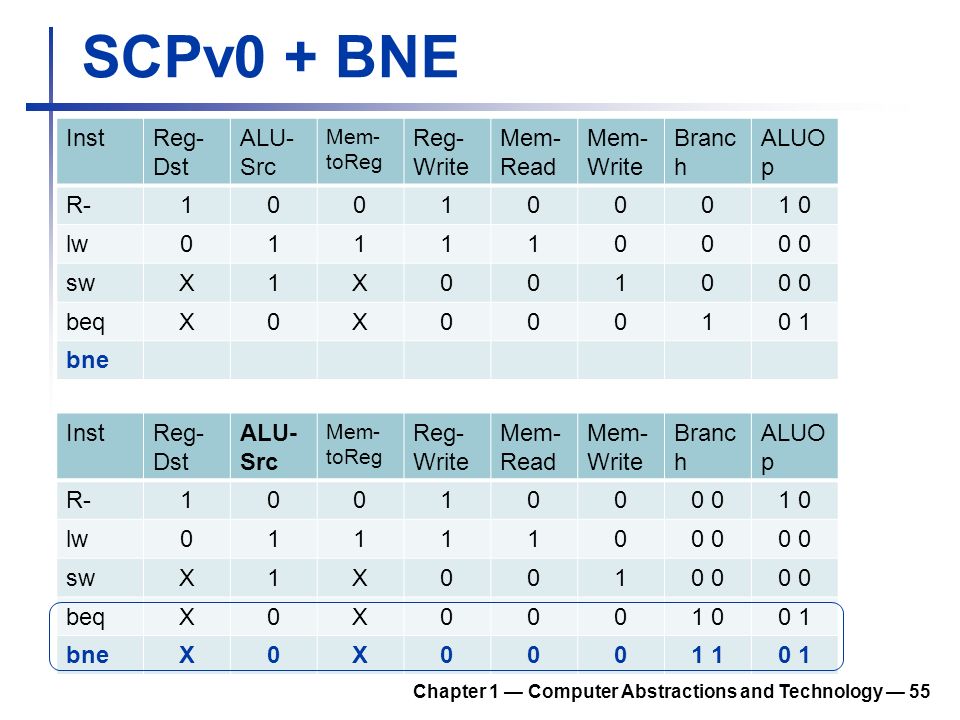 SCPv0 + BNE
Inst Reg-Dst ALU-Src Mem-toReg Reg-Write Mem-Read Mem-Write Branc h ALUO p
R- 1 0 0 1 0 0 0 1 0
lw 0 1 1 1 1 0 0 0 0
sw X 1 X 0 0 1 0 0 0
beq X 0 X 0 0 0 1 0 1
bne
Inst Reg-Dst ALU-Src Mem-toReg Reg-Write Mem-Read Mem-Write Branc h ALUO p
R- 1 0 0 1 0 0 0 0 1 0
lw 0 1 1 1 1 0 0 0 0 0
sw X 1 X 0 0 1 0 0 0 0
beq X 0 X 0 0 0 1 0 0 1
bne X 0 X 0 0 0 1 1 0 1
Chapter 1 — Computer Abstractions and Technology — 55